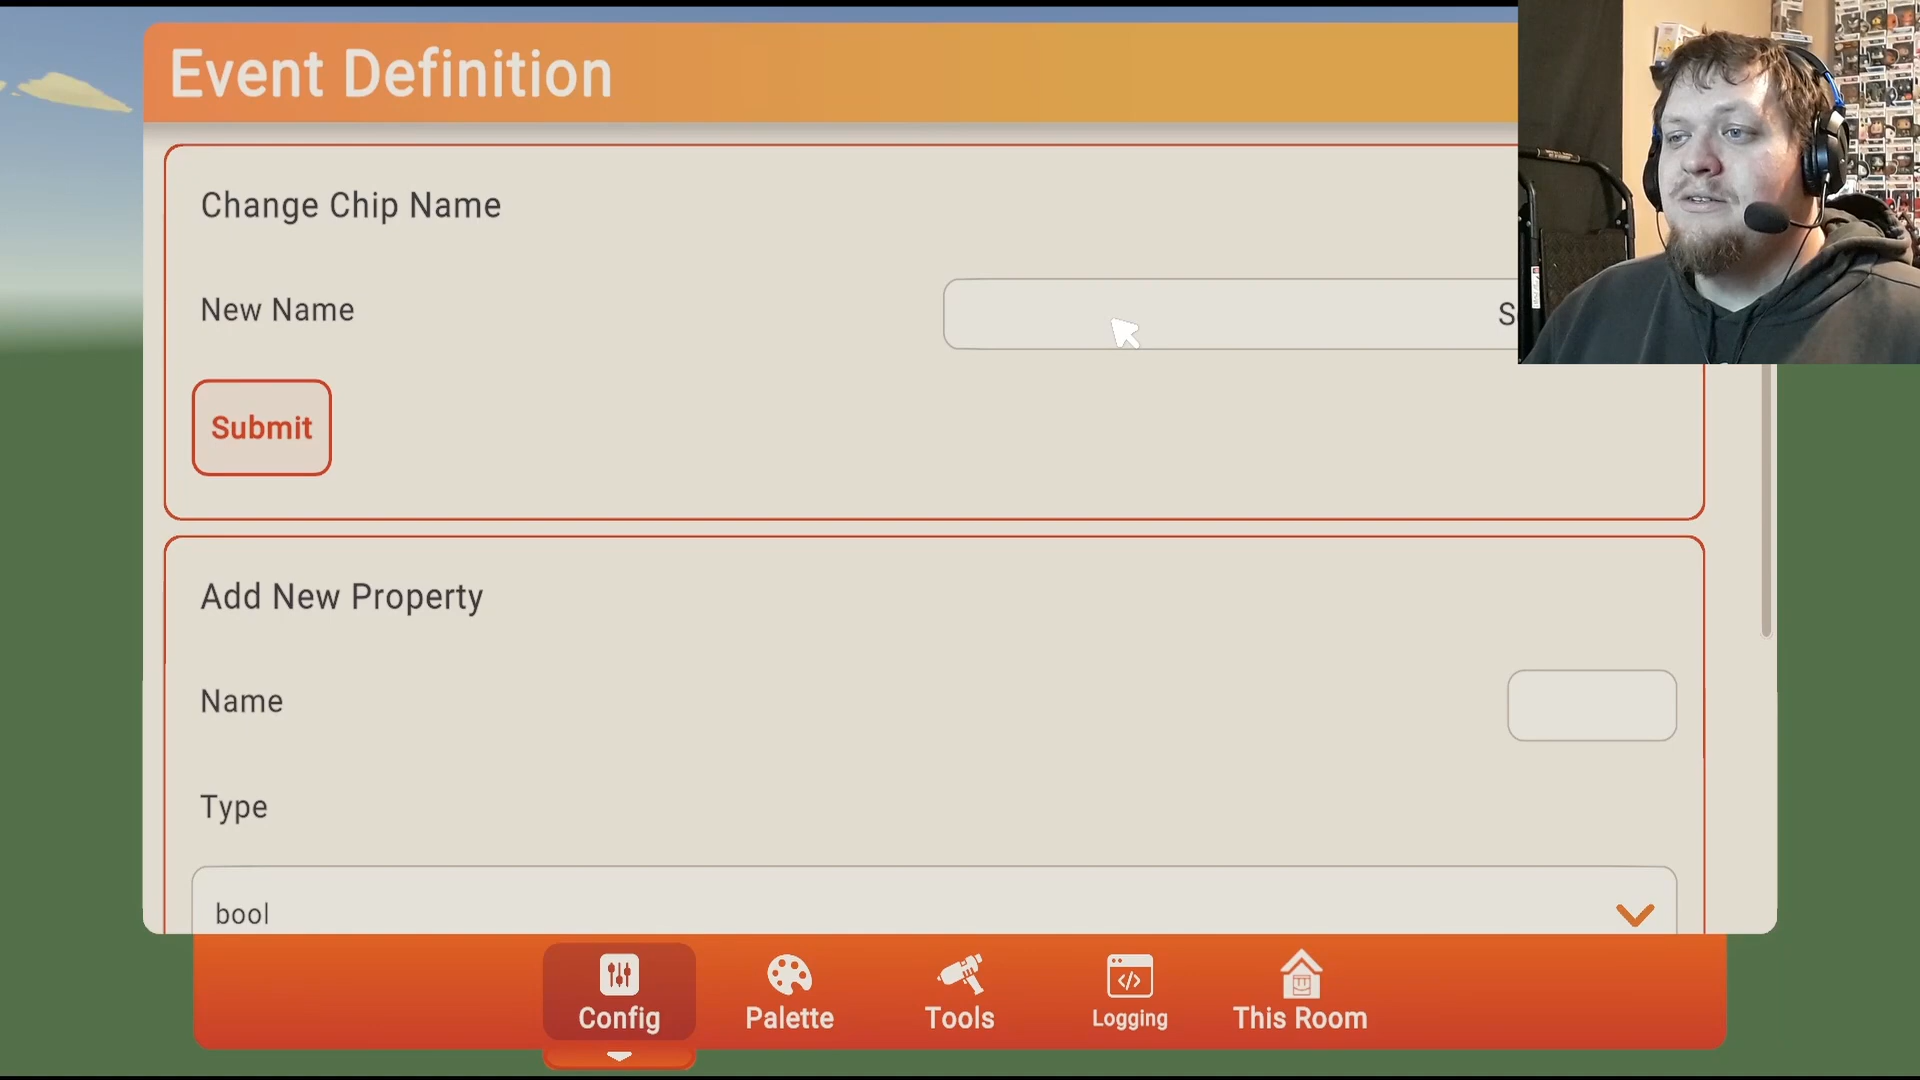 Event Definition
Change Chip Name
New Name
Submit
Add New Property
Name
Type
bool
Config
Palette
Tools
Logging
This Room